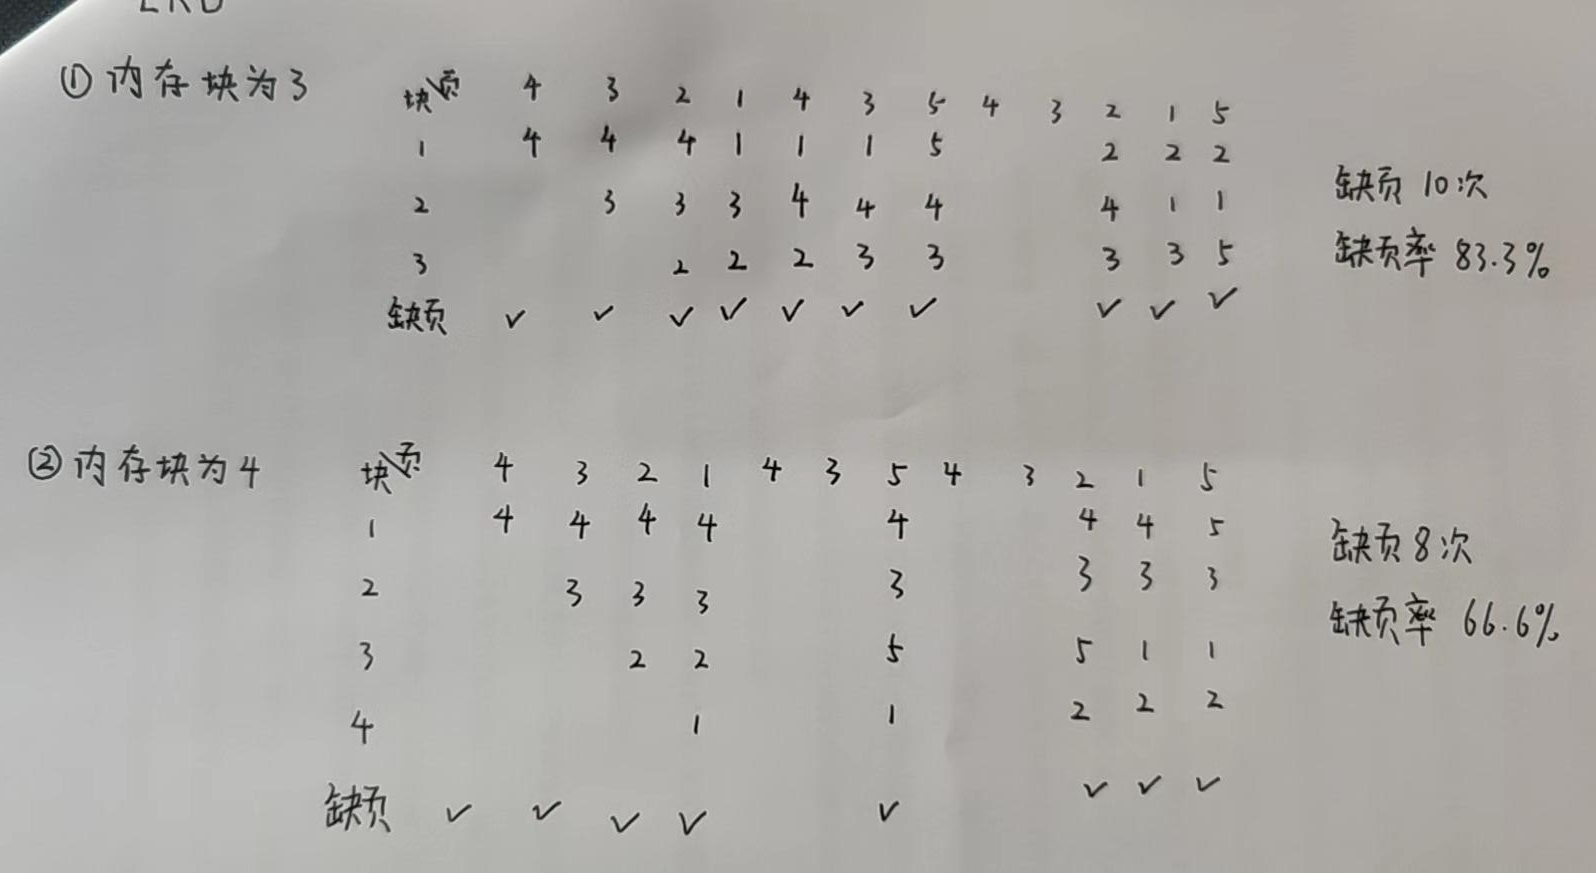 LRU
① 内存块为3
块\页 4 3 2 1 4 3 5 4 3 2 1 5
1 4 4 4 1 1 1 5 2 2 2
2 3 3 3 4 4 4 4 1 1
3 2 2 2 3 3 3 3 5
缺页 ✓ ✓ ✓ ✓ ✓ ✓ ✓ ✓ ✓ ✓
缺页 10次
缺页率 83.3%
② 内存块为4
块\页 4 3 2 1 4 3 5 4 3 2 1 5
1 4 4 4 4 4 4 4 5
2 3 3 3 3 3 3 3
3 2 2 5 5 1 1
4 1 1 2 2 2
缺页 ✓ ✓ ✓ ✓ ✓ ✓ ✓ ✓
缺页 8次
缺页率 66.6%